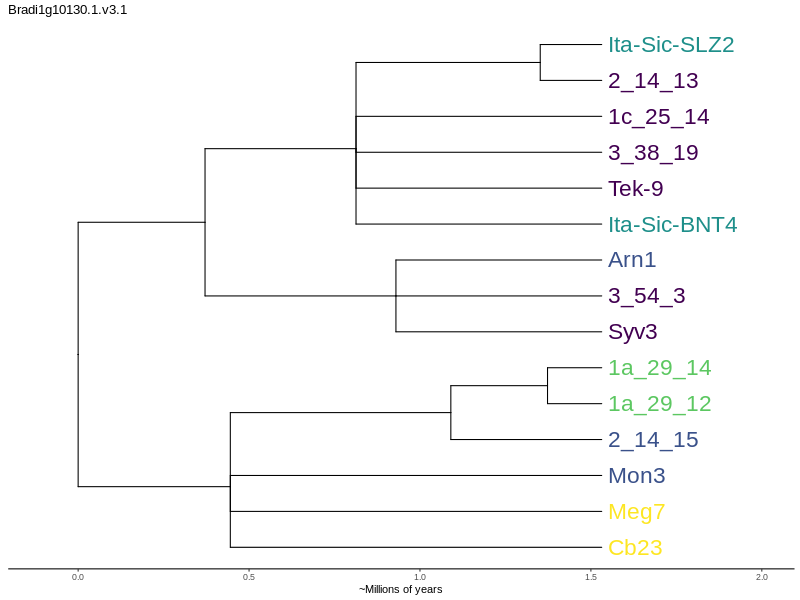 Bradi1g10130.1.v3.1
Ita-Sic-SLZ2
2_14_13
1c_25_14
3_38_19
Tek-9
Ita-Sic-BNT4
Arn1
3_54_3
Syv3
1a_29_14
1a_29_12
2_14_15
Mon3
Meg7
Cb23
0.0 0.5 1.0 1.5 2.0
~Millions of years